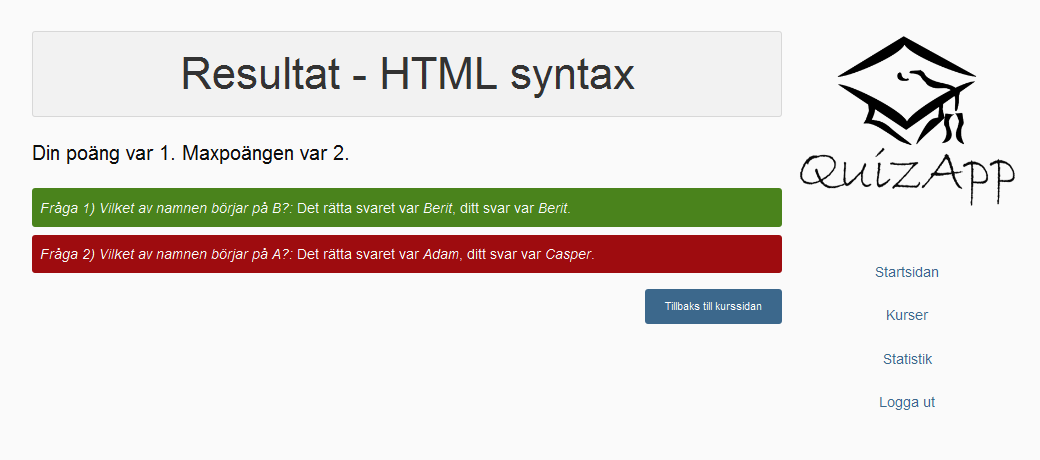 Resultat - HTML syntax
Din poäng var 1. Maxpoängen var 2.
Fråga 1) Vilket av namnen börjar på B?: Det rätta svaret var Berit, ditt svar var Berit.
Fråga 2) Vilket av namnen börjar på A?: Det rätta svaret var Adam, ditt svar var Casper.
Tillbaks till kurssidan
QuizApp
Startsidan
Kurser
Statistik
Logga ut